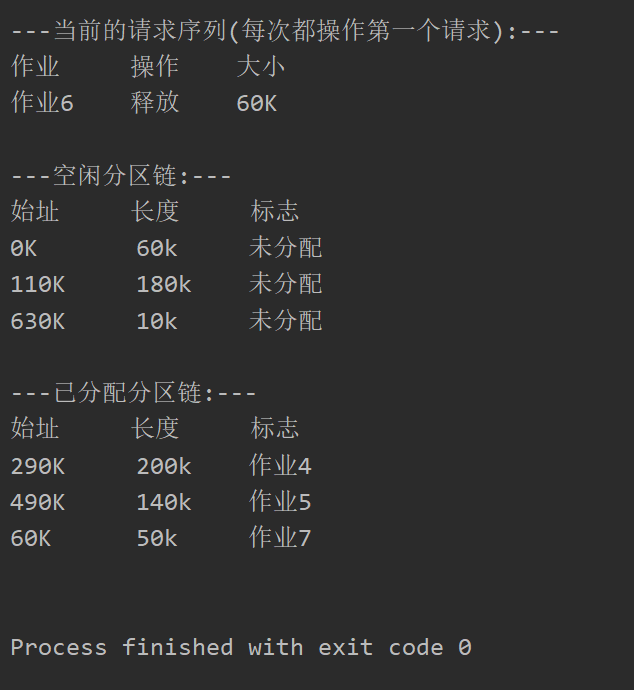 ---当前的请求序列(每次都操作第一个请求):---
作业 操作 大小
作业6 释放 60K
---空闲分区链:---
始址 长度 标志
0K 60k 未分配
110K 180k 未分配
630K 10k 未分配
---已分配分区链:---
始址 长度 标志
290K 200k 作业4
490K 140k 作业5
60K 50k 作业7
Process finished with exit code 0